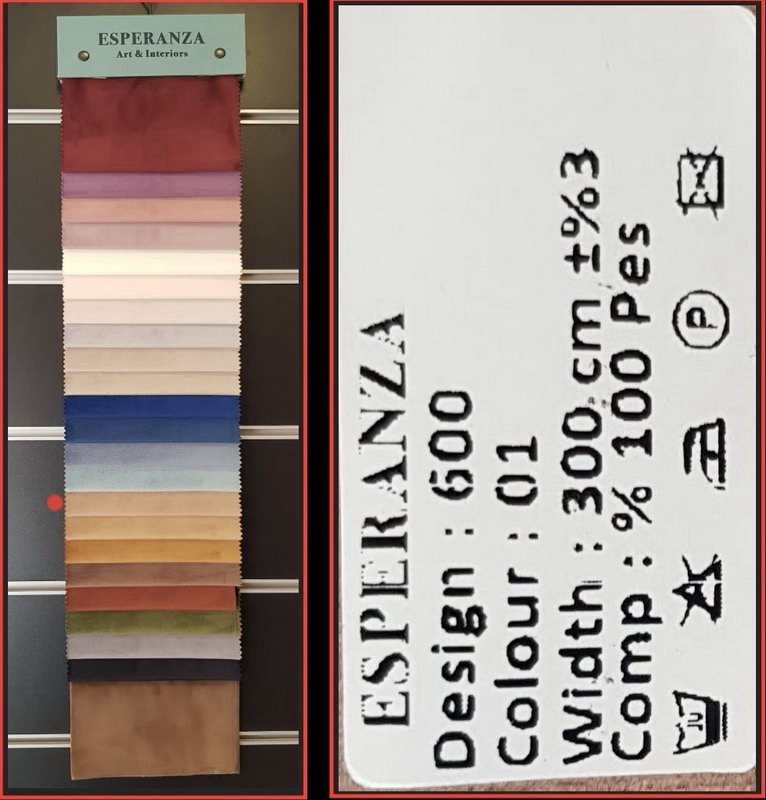 ESPERANZA
Art & Interiors
ESPERANZA
Design : 600
Colour : 01
Width : 300 cm ±%3
Comp : % 100 Pes
P